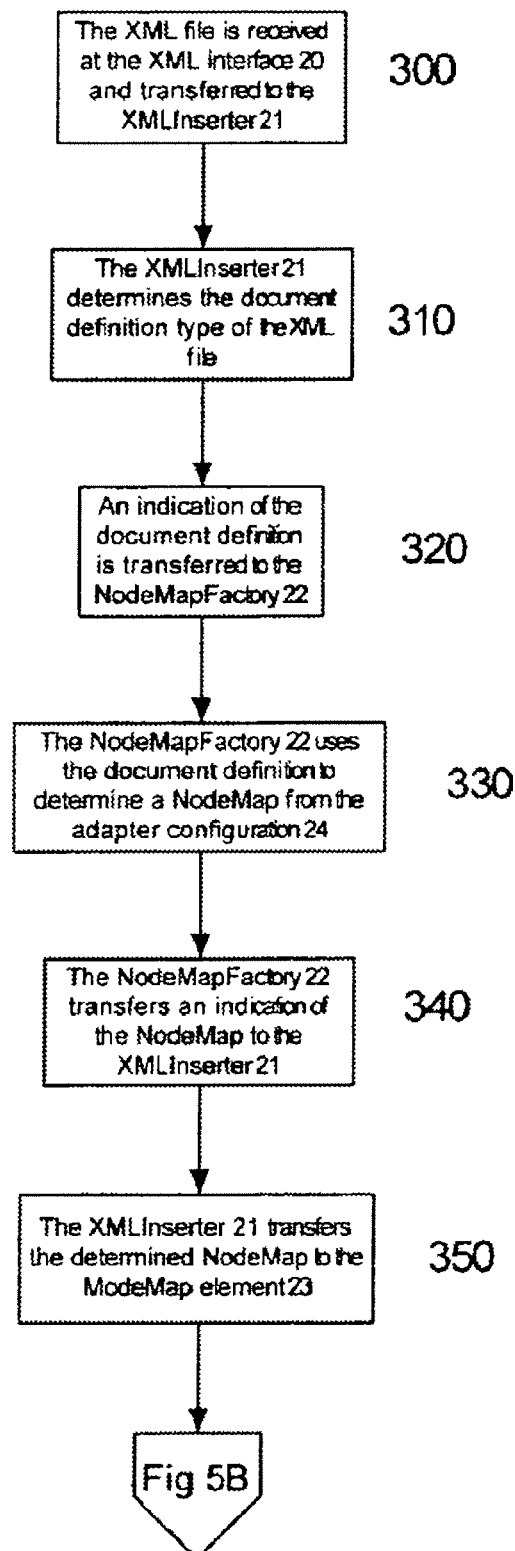 The XML file is received
at the XML Interface 20
and transferred to the
XMLInserter 21
300
The XMLInserter 21
determines the document
definition type of the XML
file
310
An indication of the
document definition
is transferred to the
NodeMapFactory 22
320
The NodeMapFactory 22 uses
the document definition to
determine a NodeMap from the
adapter configuration 24
330
The NodeMapFactory 22
transfers an indication of
the NodeMap to the
XMLInserter 21
340
The XMLInserter 21 transfers
the determined NodeMap to the
ModeMap element 23
350
Fig 5B